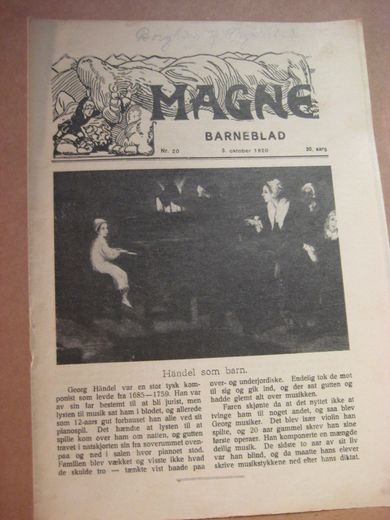 MAGNE
BARNEBLAD
Nr. 20
3. oktober 1920
20. aarg.
Händel som barn.
Georg Händel var en stor tysk kom-
ponist som levde fra 1685—1759. Han var
av sin far bestemt til at bli jurist, men
lysten til musik sat ham i blodet, og allerede
som 12-aars gut forbauset han alle ved sit
pianospil. Det hændte at lysten til at
spille kom over ham om natten, og gutten
travet i natskjorten sin fra soverummet oven-
paa og ned i salen hvor pianoet stod.
Familien blev vækket og visste ikke hvad
de skulde tro — tænkte vist baade paa
over- og underjordiske. Endelig tok de mot
til sig og gik ind, og der sat gutten og
hadde glemt alt over musikken.
Faren skjønte da at det nyttet ikke at
tvinge ham til noget andet, og saa blev
Georg musiker. Det blev især violin han
spilte, og 20 aar gammel skrev han sine
første operaer. Han komponerte en mængde
deilig musik. De sidste to aar av sit liv
var han blind, og da maatte hans elever
skrive musikstykkene ned efter hans diktat.